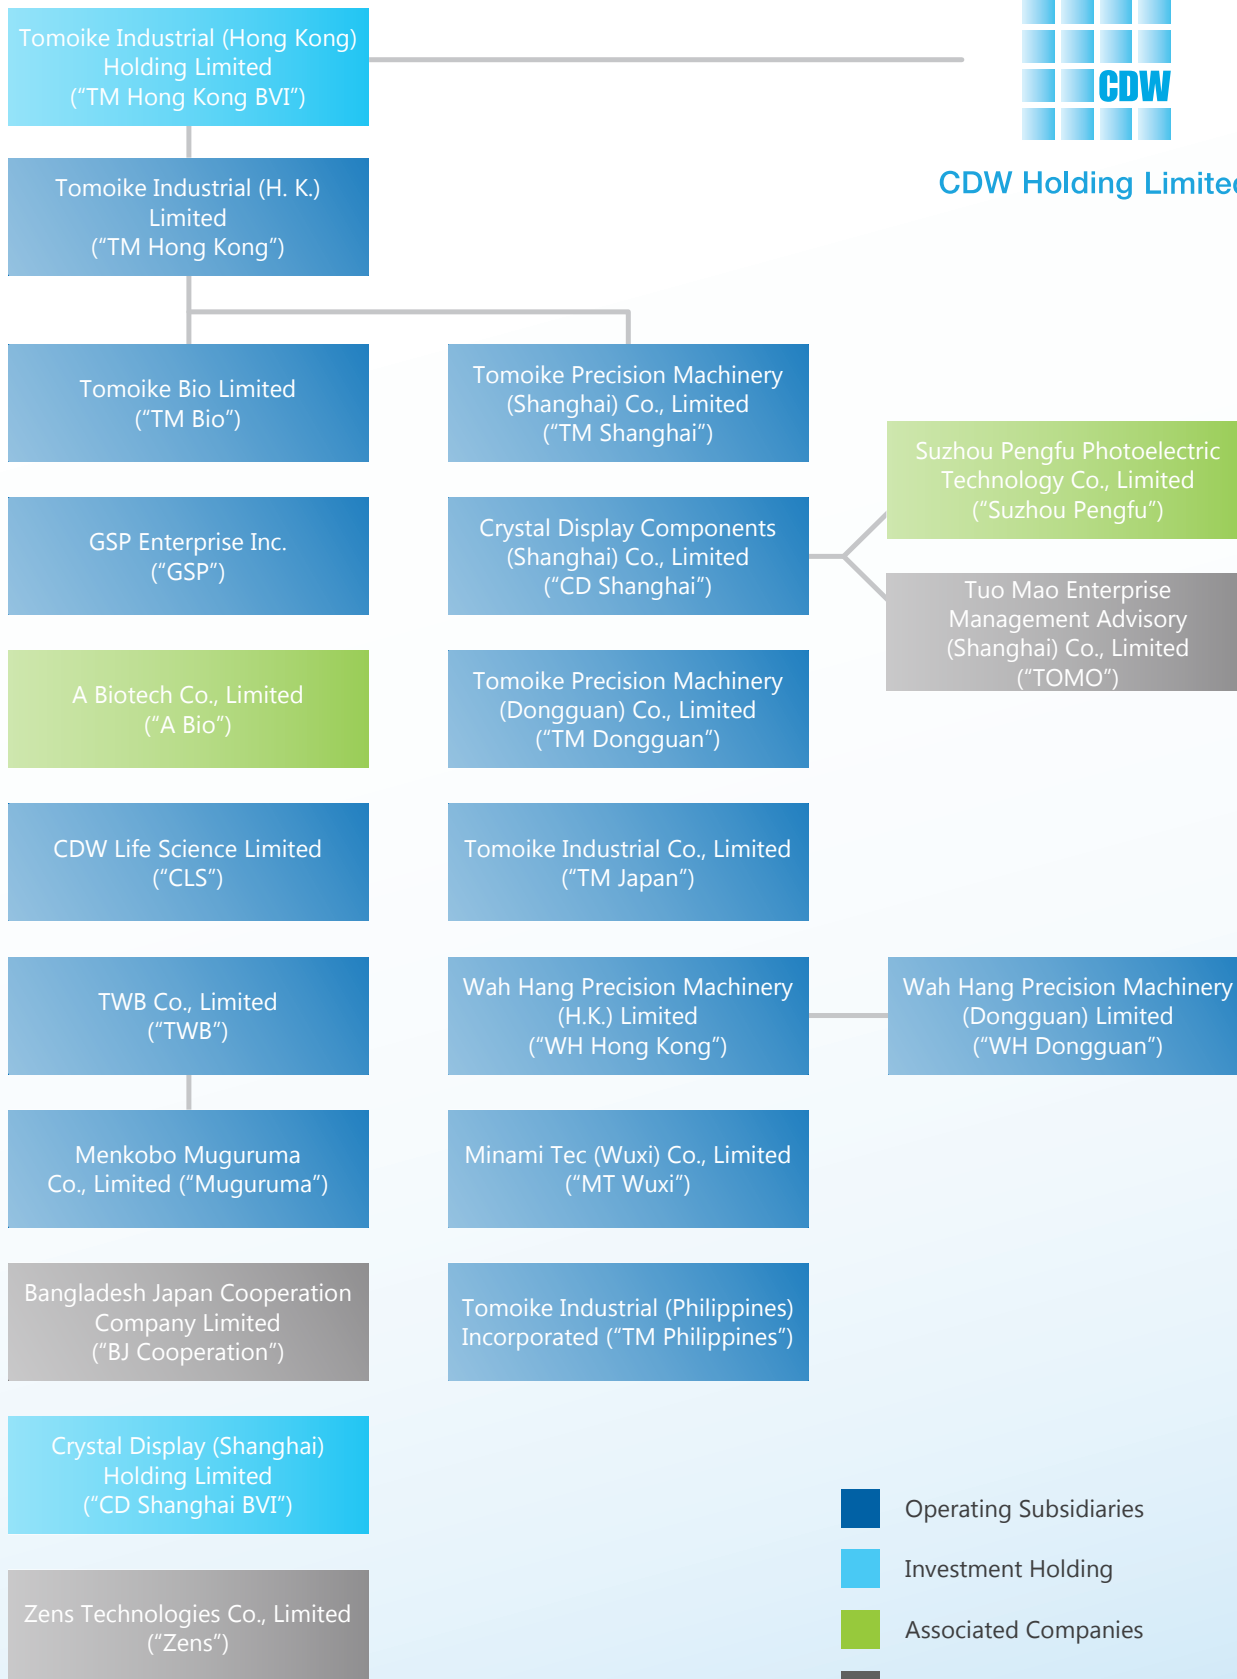 Tomoike Industrial (Hong Kong)
Holding Limited
(“TM Hong Kong BVI”)
CDW
CDW Holding Limited
Tomoike Industrial (H. K.)
Limited
(“TM Hong Kong”)
Tomoike Bio Limited
(“TM Bio”)
GSP Enterprise Inc.
(“GSP”)
A Biotech Co., Limited
(“A Bio”)
CDW Life Science Limited
(“CLS”)
TWB Co., Limited
(“TWB”)
Menkobo Muguruma
Co., Limited (“Muguruma”)
Bangladesh Japan Cooperation
Company Limited
(“BJ Cooperation”)
Crystal Display (Shanghai)
Holding Limited
(“CD Shanghai BVI”)
Zens Technologies Co., Limited
(“Zens”)
Tomoike Precision Machinery
(Shanghai) Co., Limited
(“TM Shanghai”)
Crystal Display Components
(Shanghai) Co., Limited
(“CD Shanghai”)
Tomoike Precision Machinery
(Dongguan) Co., Limited
(“TM Dongguan”)
Tomoike Industrial Co., Limited
(“TM Japan”)
Wah Hang Precision Machinery
(H.K.) Limited
(“WH Hong Kong”)
Minami Tec (Wuxi) Co., Limited
(“MT Wuxi”)
Tomoike Industrial (Philippines)
Incorporated (“TM Philippines”)
Suzhou Pengfu Photoelectric
Technology Co., Limited
(“Suzhou Pengfu”)
Tuo Mao Enterprise
Management Advisory
(Shanghai) Co., Limited
(“TOMO”)
Wah Hang Precision Machinery
(Dongguan) Limited
(“WH Dongguan”)
Operating Subsidiaries
Investment Holding
Associated Companies